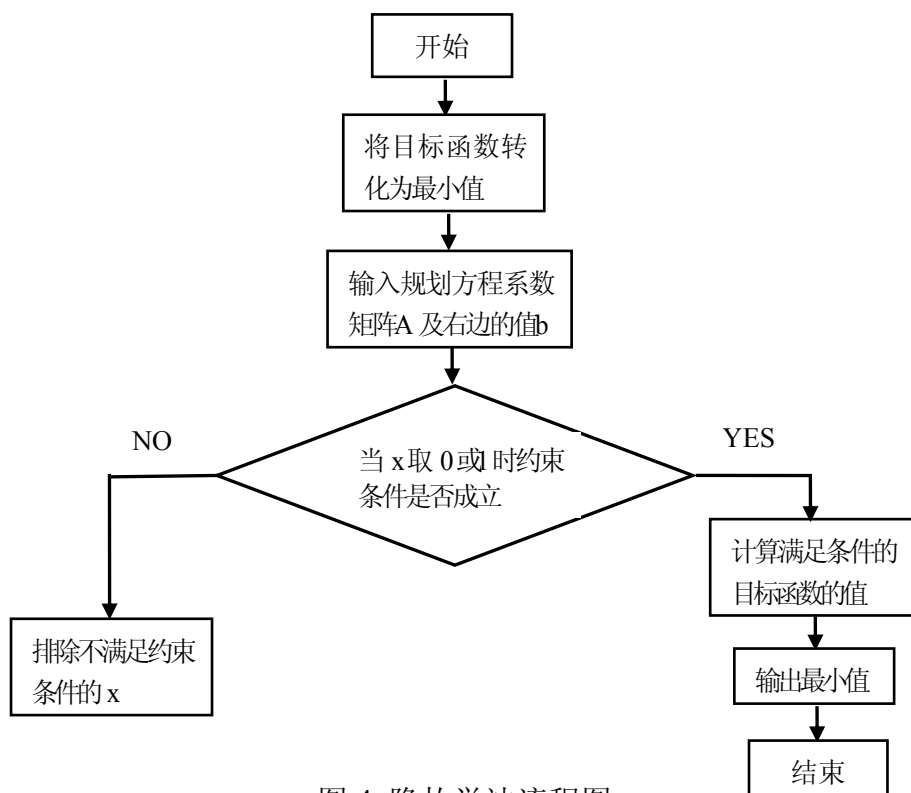 开始
将目标函数转
化为最小值
输入规划方程系数
矩阵A 及右边的值b
NO
YES
当 x取 0或1 时约束
条件是否成立
计算满足条件的
目标函数的值
排除不满足约束
条件的 x
输出最小值
结束